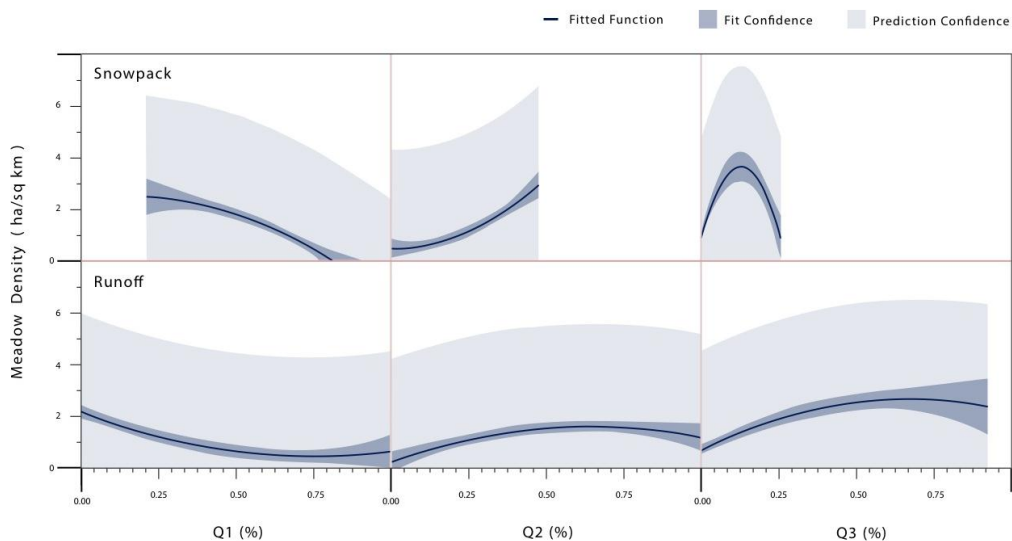 Fitted Function Fit Confidence Prediction Confidence
Snowpack
6
4
2
0
Runoff
6
4
2
0
Meadow Density ( ha/sq km )
0.00 0.25 0.50 0.75 0.00 0.25 0.50 0.75 0.00 0.25 0.50 0.75
Q1 (%) Q2 (%) Q3 (%)